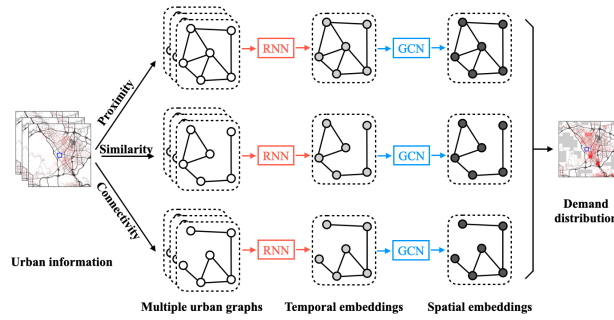 Proximity
RNN
GCN
Similarity
RNN
GCN
Connectivity
RNN
GCN
Urban information
Demand
distribution
Multiple urban graphs
Temporal embeddings
Spatial embeddings